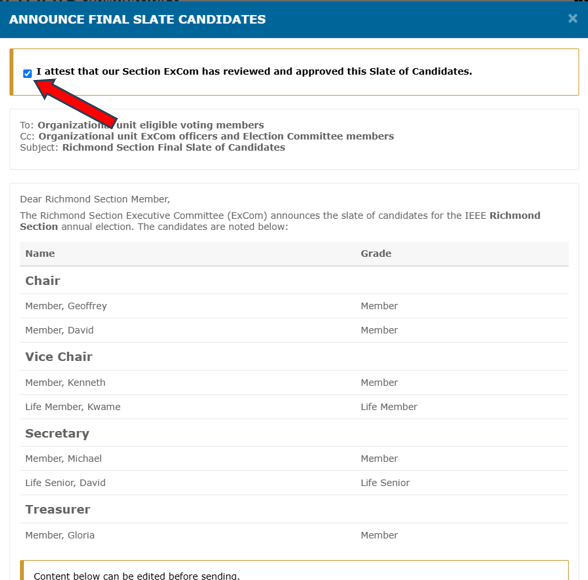 ANNOUNCE FINAL SLATE CANDIDATES ×
I attest that our Section ExCom has reviewed and approved this Slate of Candidates.
To: Organizational unit eligible voting members
Cc: Organizational unit ExCom officers and Election Committee members
Subject: Richmond Section Final Slate of Candidates
Dear Richmond Section Member,
The Richmond Section Executive Committee (ExCom) announces the slate of candidates for the IEEE Richmond
Section annual election. The candidates are noted below:
Name Grade
Chair
Member, Geoffrey Member
Member, David Member
Vice Chair
Member, Kenneth Member
Life Member, Kwame Life Member
Secretary
Member, Michael Member
Life Senior, David Life Senior
Treasurer
Member, Gloria Member
Content below can be edited before sending.